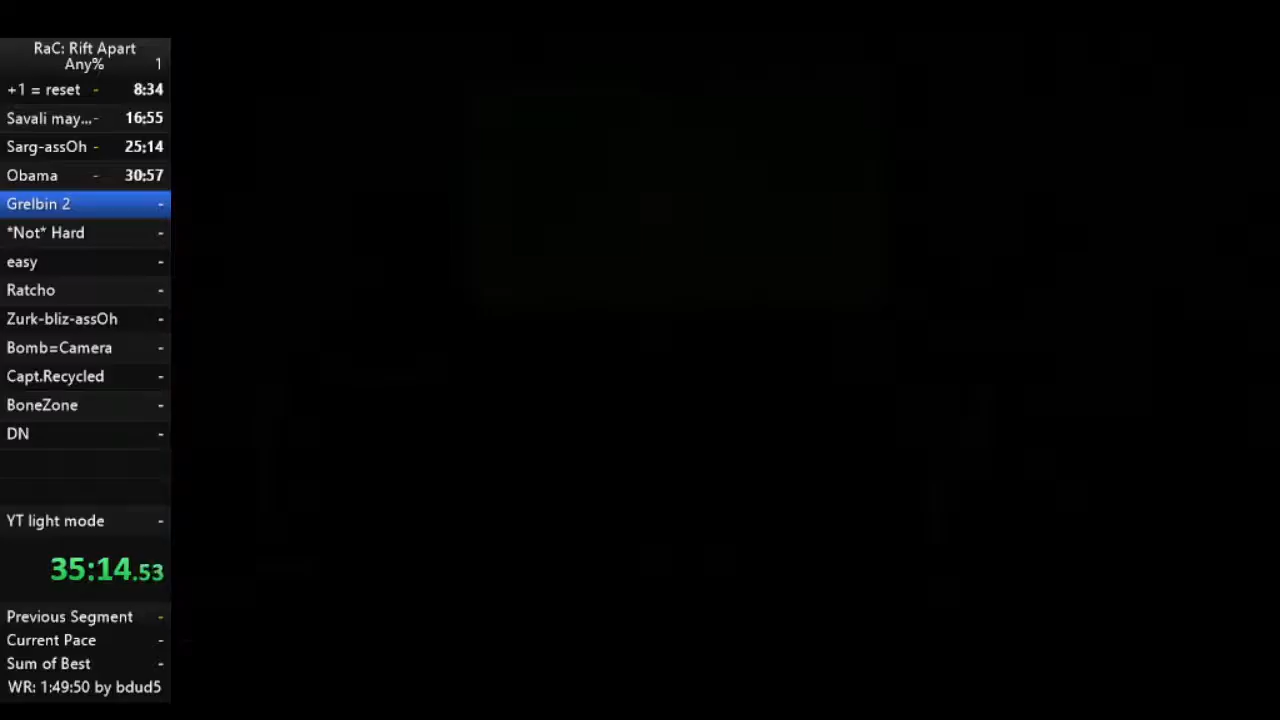 RaC: Rift Apart
Any% 1
+1 = reset - 8:34
Savali may...- 16:55
Sarg-assOh - 25:14
Obama - 30:57
Grelbin 2 -
*Not* Hard -
easy -
Ratcho -
Zurk-bliz-assOh -
Bomb=Camera -
Capt.Recycled -
BoneZone -
DN -
YT light mode -
35:14.53
Previous Segment -
Current Pace -
Sum of Best -
WR: 1:49:50 by bdud5